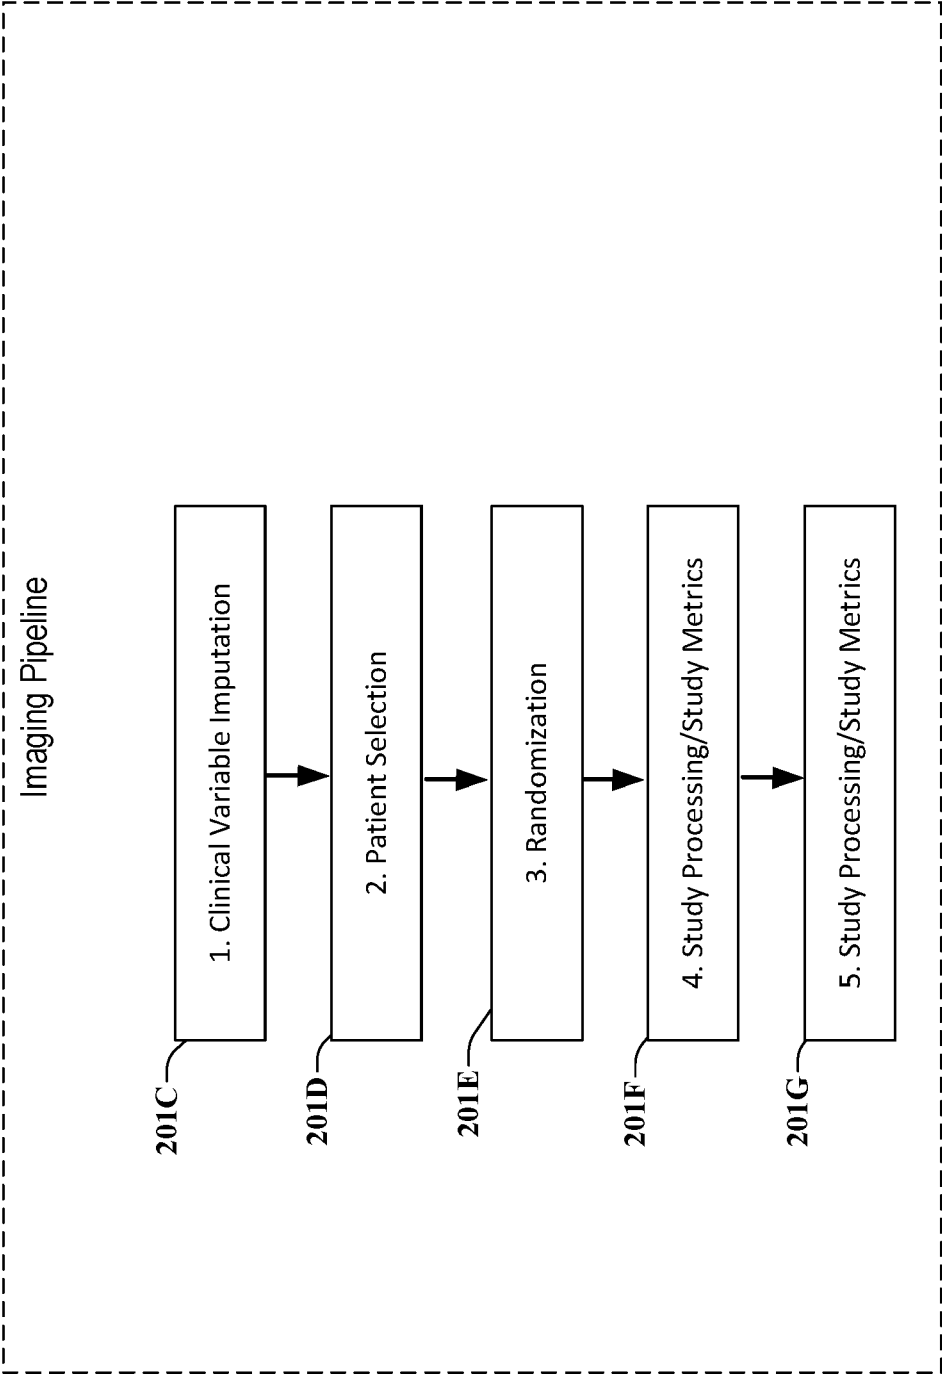 Imaging Pipeline
201C
1. Clinical Variable Imputation
201D
2. Patient Selection
201E
3. Randomization
201F
4. Study Processing/Study Metrics
201G
5. Study Processing/Study Metrics